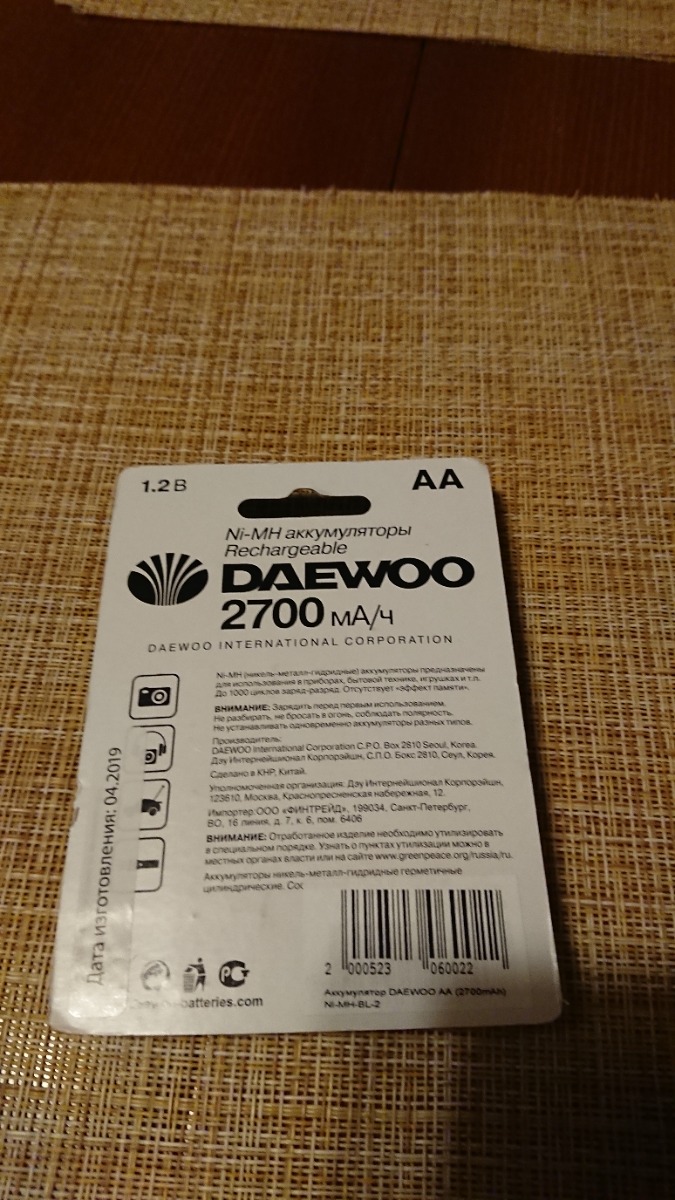 1.2 В
AA
Ni-MH аккумуляторы
Rechargeable
DAEWOO
2700 мА/ч
DAEWOO INTERNATIONAL CORPORATION
Ni-MH (никель-металл-гидридные) аккумуляторы предназначены
для использования в приборах, бытовой технике, игрушках и т.п.
До 1000 циклов заряд-разряд. Отсутствует «эффект памяти».
ВНИМАНИЕ: Зарядить перед первым использованием.
Не разбирать, не бросать в огонь, соблюдать полярность.
Не устанавливать одновременно аккумуляторы разных типов.
Производитель:
DAEWOO International Corporation C.P.O. Box 2810 Seoul, Korea.
Дэу Интернейшионал Корпорэйшн, С.П.О. Бокс 2810, Сеул, Корея.
Сделано в КНР, Китай.
Уполномоченная организация: Дэу Интернейшионал Корпорэйшн,
123610, Москва, Краснопресненская набережная, 12.
Импортер: ООО «ФИНТРЕЙД», 199034, Санкт-Петербург,
ВО, 16 линия, д. 7, к. 6, пом. 6406
ВНИМАНИЕ: Отработанное изделие необходимо утилизировать
в специальном порядке. Узнать о пунктах утилизации можно в
местных органах власти или на сайте www.greenpeace.org/russia/ru.
Аккумуляторы никель-металл-гидридные герметичные
цилиндрические.
Дата изготовления: 04.2019
2 000523 060022
Аккумулятор DAEWOO AA (2700mAh)
Ni-MH-BL-2
batteries.com